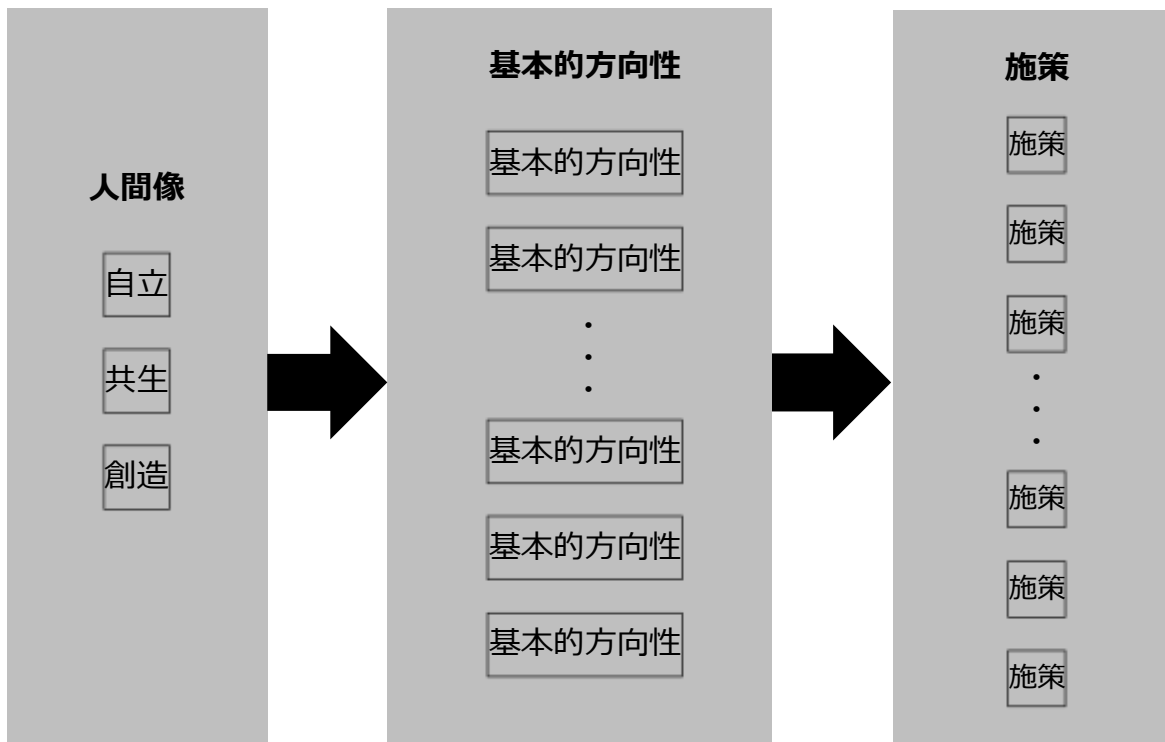 人間像
自立
共生
創造
基本的方向性
基本的方向性
基本的方向性
・
・
・
基本的方向性
基本的方向性
基本的方向性
施策
施策
施策
施策
・
・
・
施策
施策
施策